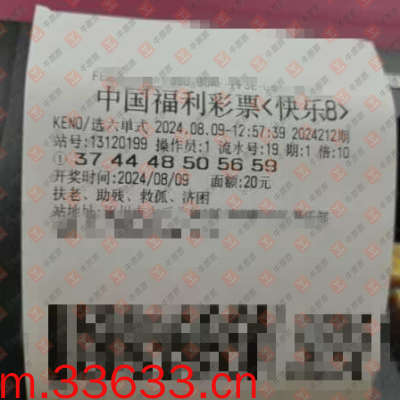 中国福利彩票<快乐8>
KENO/选六单式 2024.08.09-12:57:39 2024212期
站号:13120199 操作员:1 流水号:19 期:1 倍:10
① 37 44 48 50 56 59
开奖时间:2024/08/09 面额:20元
扶老、助残、救孤、济困
站地址:
m.33633.cn